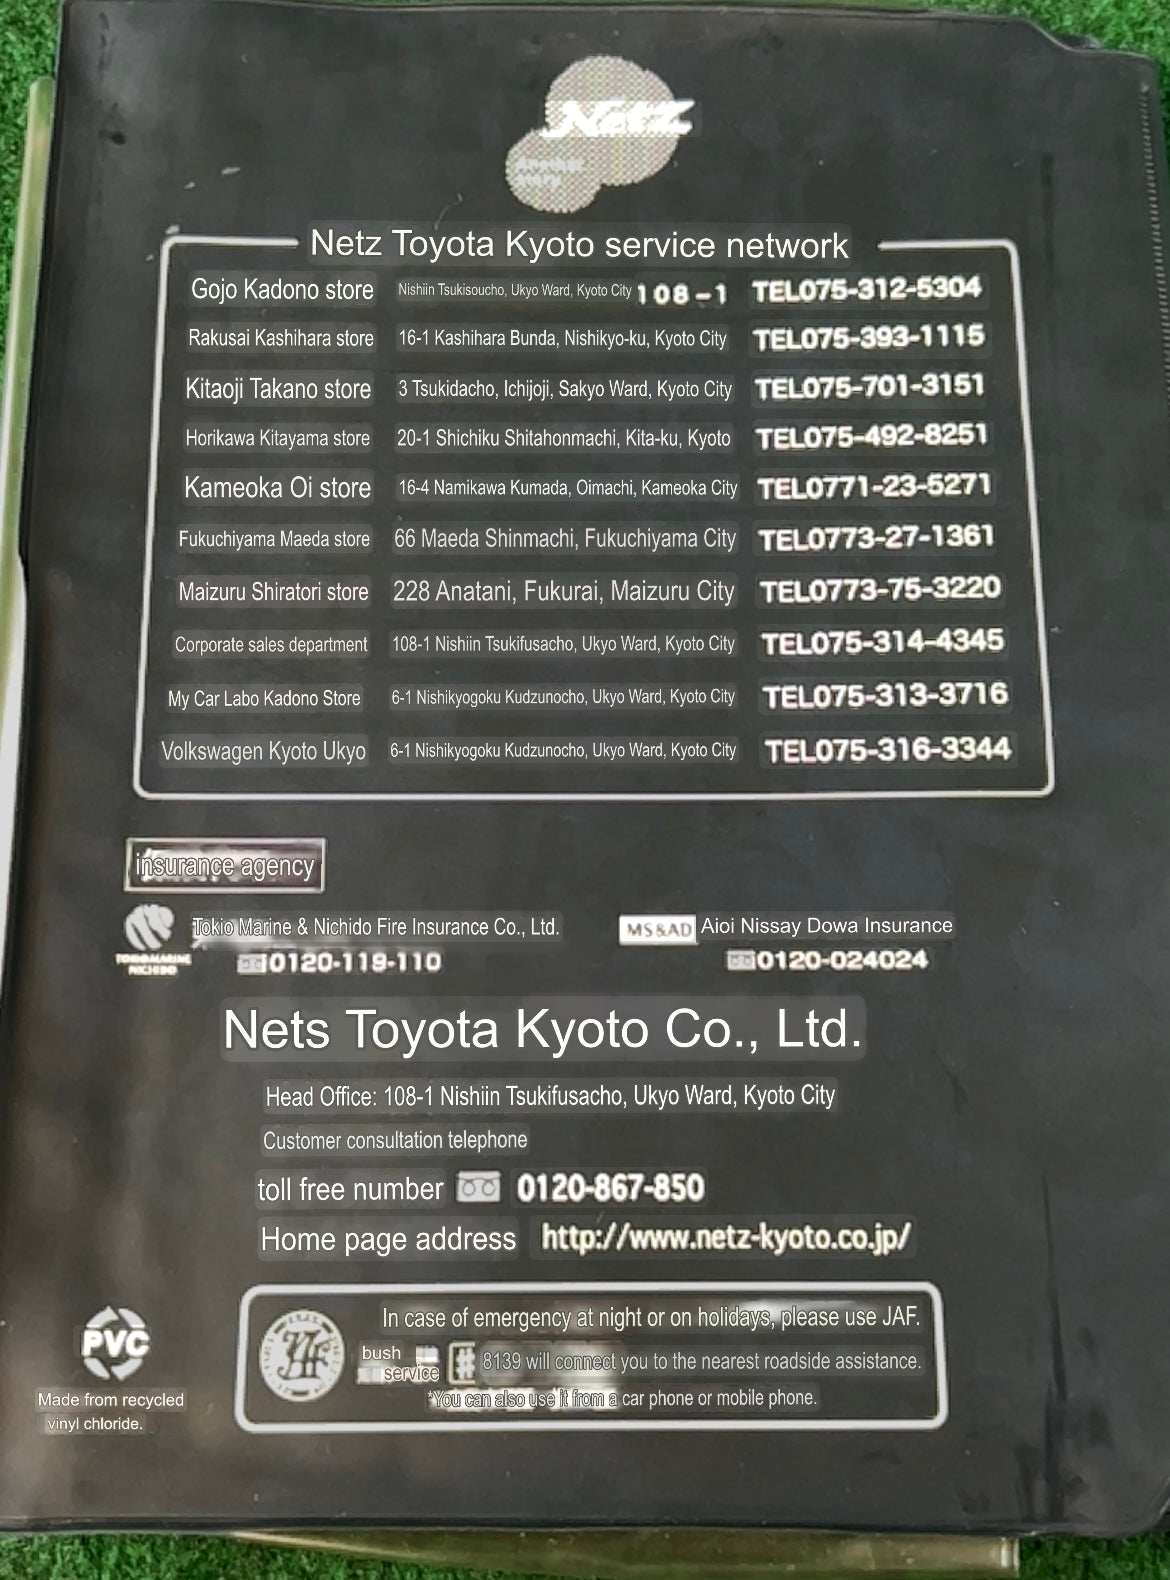 Netz
Netz Toyota Kyoto service network
Gojo Kadono store Nishiin Tsukisoucho, Ukyo Ward, Kyoto City 108-1 TEL075-312-5304
Rakusai Kashihara store 16-1 Kashihara Bunda, Nishikyo-ku, Kyoto City TEL075-393-1115
Kitaoji Takano store 3 Tsukidacho, Ichijoji, Sakyo Ward, Kyoto City TEL075-701-3151
Horikawa Kitayama store 20-1 Shichiku Shitahonmachi, Kita-ku, Kyoto TEL075-492-8251
Kameoka Oi store 16-4 Namikawa Kumada, Oimachi, Kameoka City TEL0771-23-5271
Fukuchiyama Maeda store 66 Maeda Shinmachi, Fukuchiyama City TEL0773-27-1361
Maizuru Shiratori store 228 Anatani, Fukurai, Maizuru City TEL0773-75-3220
Corporate sales department 108-1 Nishiin Tsukifusacho, Ukyo Ward, Kyoto City TEL075-314-4345
My Car Labo Kadono Store 6-1 Nishikyogoku Kudzunocho, Ukyo Ward, Kyoto City TEL075-313-3716
Volkswagen Kyoto Ukyo 6-1 Nishikyogoku Kudzunocho, Ukyo Ward, Kyoto City TEL075-316-3344
insurance agency
Tokio Marine & Nichido Fire Insurance Co., Ltd. MS&AD Aioi Nissay Dowa Insurance
TOKIOMARINE
NICHIDO
0120-119-110 0120-024024
Nets Toyota Kyoto Co., Ltd.
Head Office: 108-1 Nishiin Tsukifusacho, Ukyo Ward, Kyoto City
Customer consultation telephone
toll free number 0120-867-850
Home page address http://www.netz-kyoto.co.jp/
In case of emergency at night or on holidays, please use JAF.
bush
service # 8139 will connect you to the nearest roadside assistance.
*You can also use it from a car phone or mobile phone.
PVC
Made from recycled
vinyl chloride.